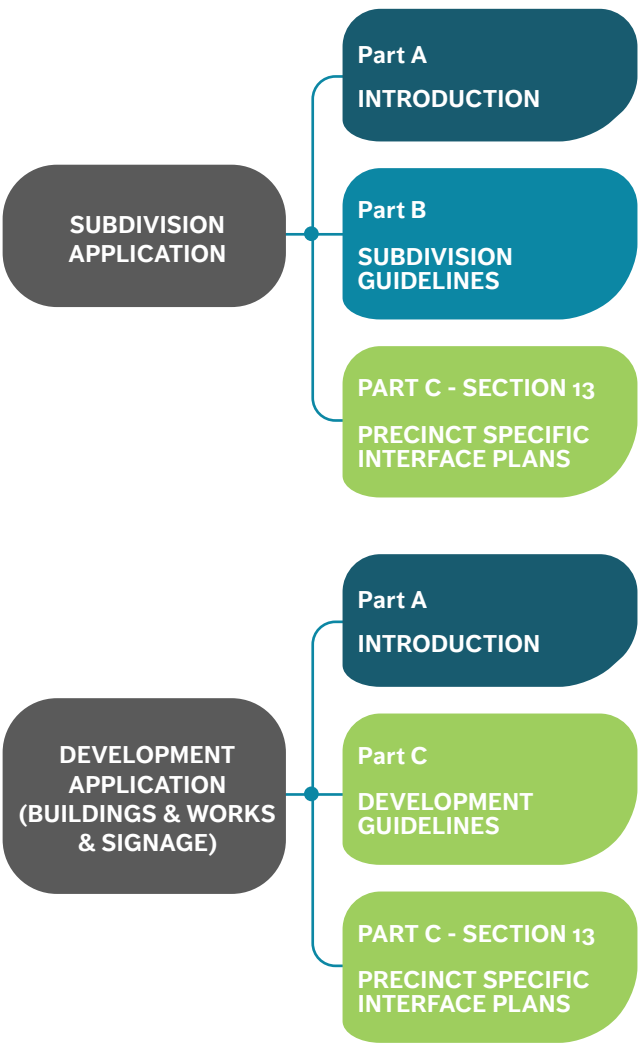 SUBDIVISION
APPLICATION
Part A
INTRODUCTION
Part B
SUBDIVISION
GUIDELINES
PART C - SECTION 13
PRECINCT SPECIFIC
INTERFACE PLANS
DEVELOPMENT
APPLICATION
(BUILDINGS & WORKS
& SIGNAGE)
Part A
INTRODUCTION
Part C
DEVELOPMENT
GUIDELINES
PART C - SECTION 13
PRECINCT SPECIFIC
INTERFACE PLANS